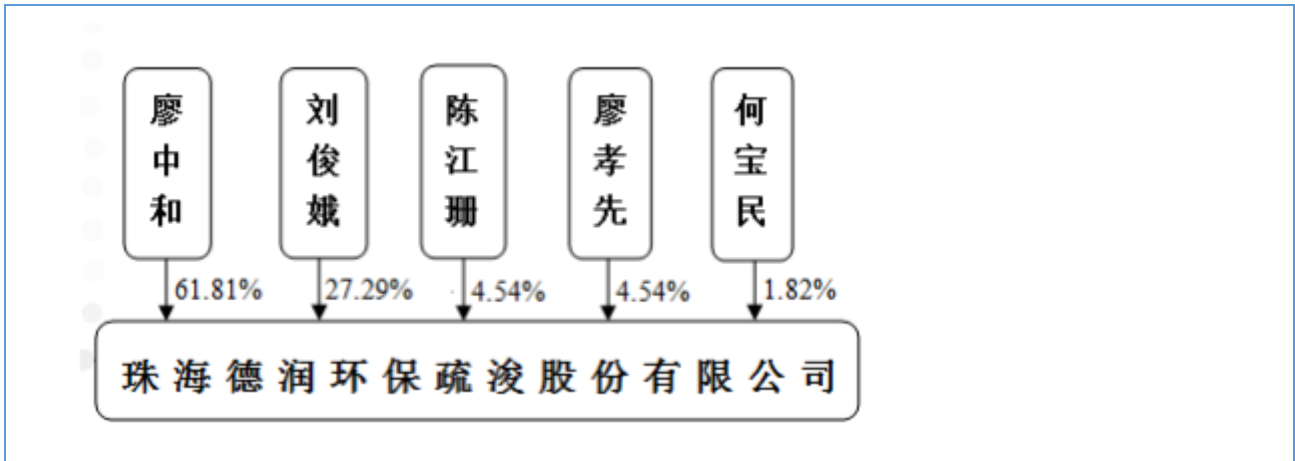 廖中和
刘俊娥
陈江珊
廖孝先
何宝民
61.81%
27.29%
4.54%
4.54%
1.82%
珠海德润环保疏浚股份有限公司